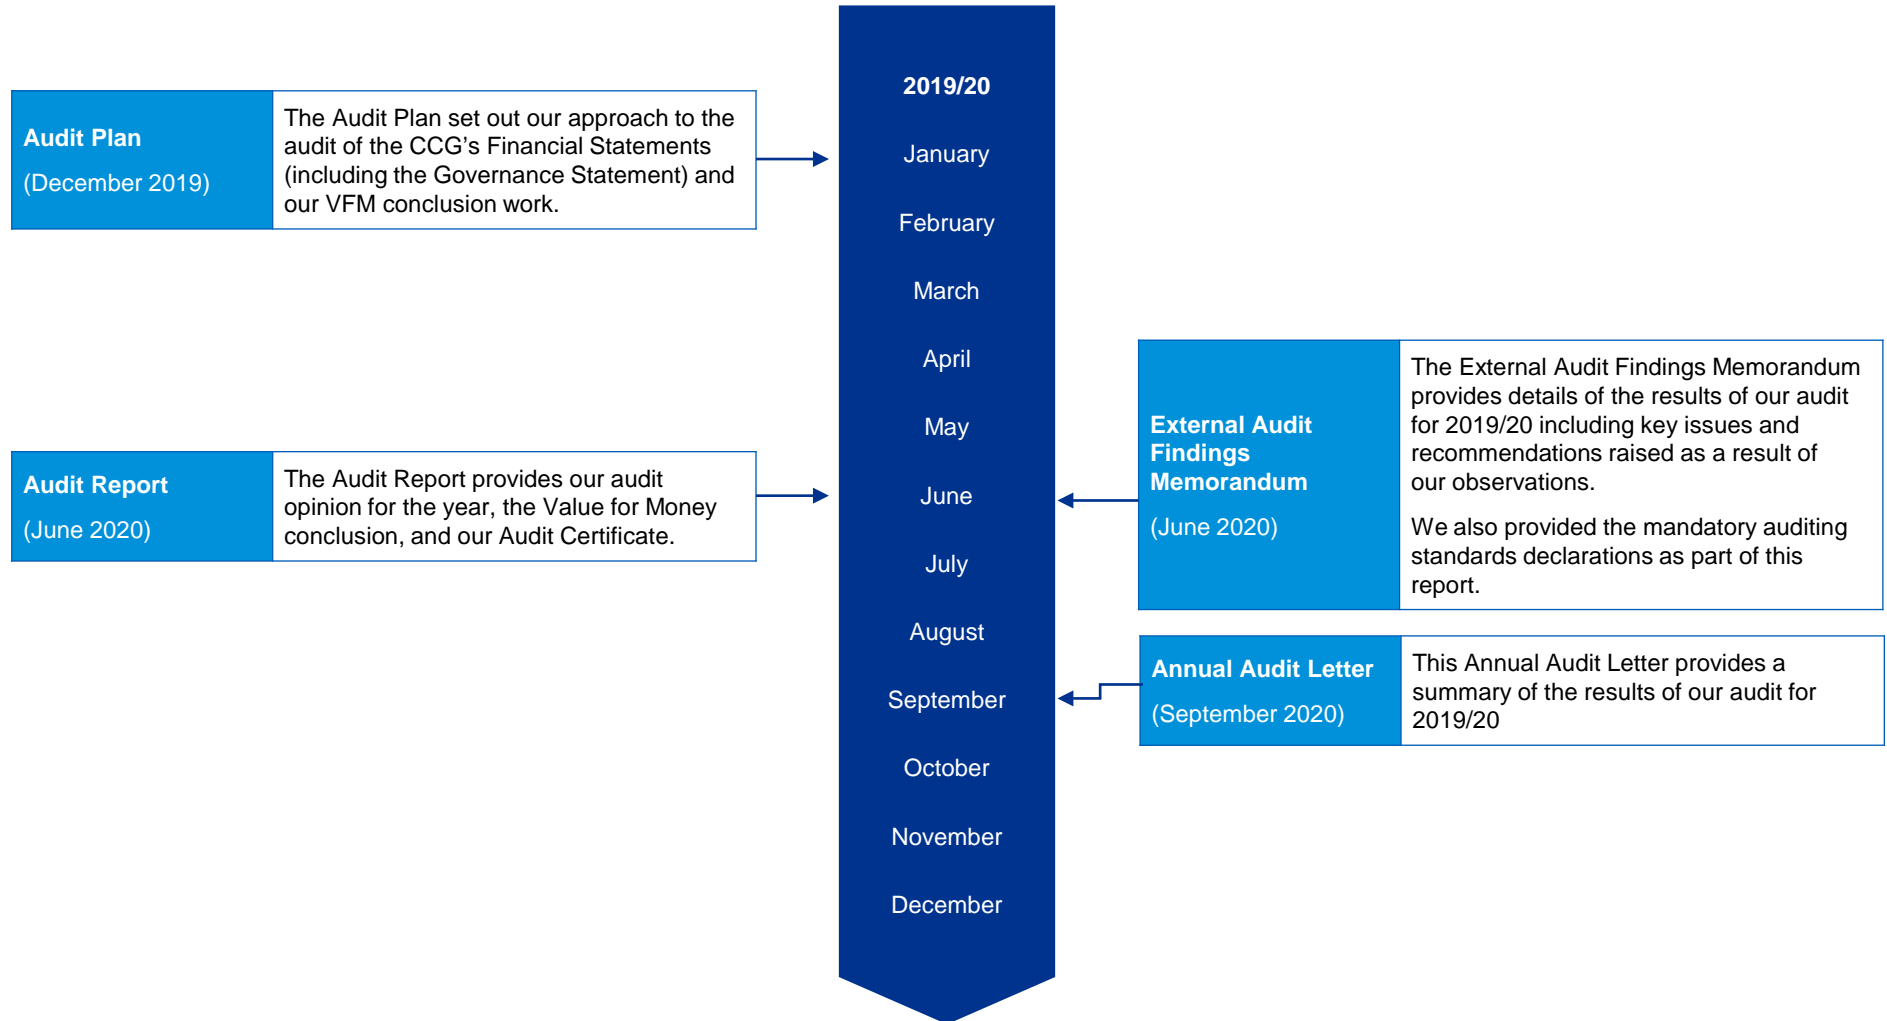 2019/20
January
February
March
April
May
June
July
August
September
October
November
December
Audit Plan
(December 2019)
The Audit Plan set out our approach to the
audit of the CCG’s Financial Statements
(including the Governance Statement) and
our VFM conclusion work.
Audit Report
(June 2020)
The Audit Report provides our audit
opinion for the year, the Value for Money
conclusion, and our Audit Certificate.
External Audit
Findings
Memorandum
(June 2020)
The External Audit Findings Memorandum
provides details of the results of our audit
for 2019/20 including key issues and
recommendations raised as a result of
our observations.
We also provided the mandatory auditing
standards declarations as part of this
report.
Annual Audit Letter
(September 2020)
This Annual Audit Letter provides a
summary of the results of our audit for
2019/20